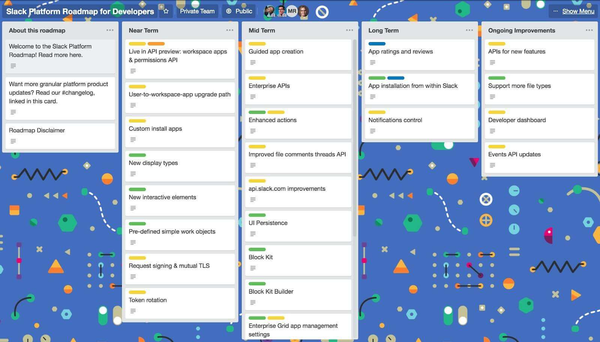 Slack Platform Roadmap for Developers
Private Team
Public
MR
Show Menu
About this roadmap
Welcome to the Slack Platform
Roadmap! Read more here.
Want more granular platform product
updates? Read our #changelog,
linked in this card.
Roadmap Disclaimer
Near Term
Live in API preview: workspace apps
& permissions API
User-to-workspace-app upgrade path
Custom install apps
New display types
New interactive elements
Pre-defined simple work objects
Request signing & mutual TLS
Token rotation
Mid Term
Guided app creation
Enterprise APIs
Enhanced actions
Improved file comments threads API
api.slack.com improvements
UI Persistence
Block Kit
Block Kit Builder
Enterprise Grid app management
settings
Long Term
App ratings and reviews
App installation from within Slack
Notifications control
Ongoing Improvements
APIs for new features
Support more file types
Developer dashboard
Events API updates